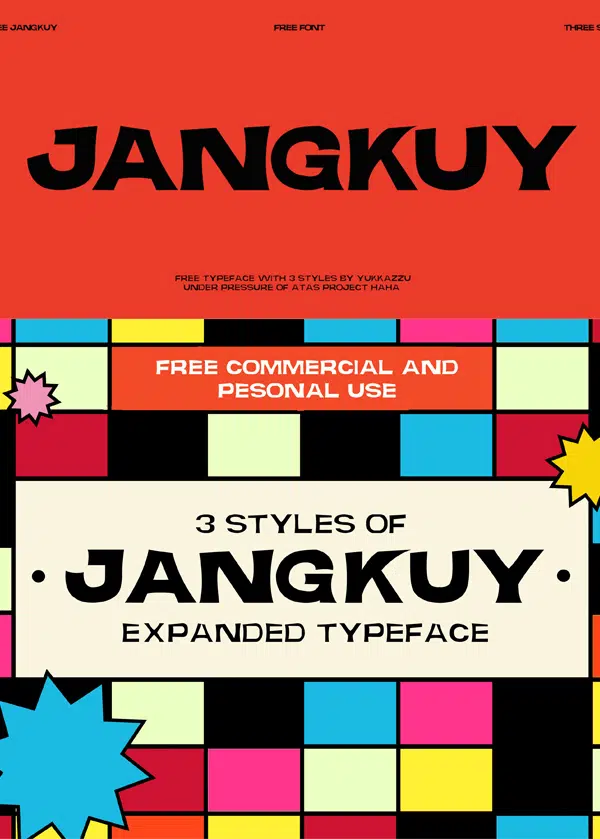 EE JANGKUY FREE FONT THREE S
JANGKUY
FREE TYPEFACE WITH 3 STYLES BY YUKKAZZU
UNDER PRESSURE OF ATAS PROJECT HAHA
FREE COMMERCIAL AND
PESONAL USE
3 STYLES OF
• JANGKUY •
EXPANDED TYPEFACE